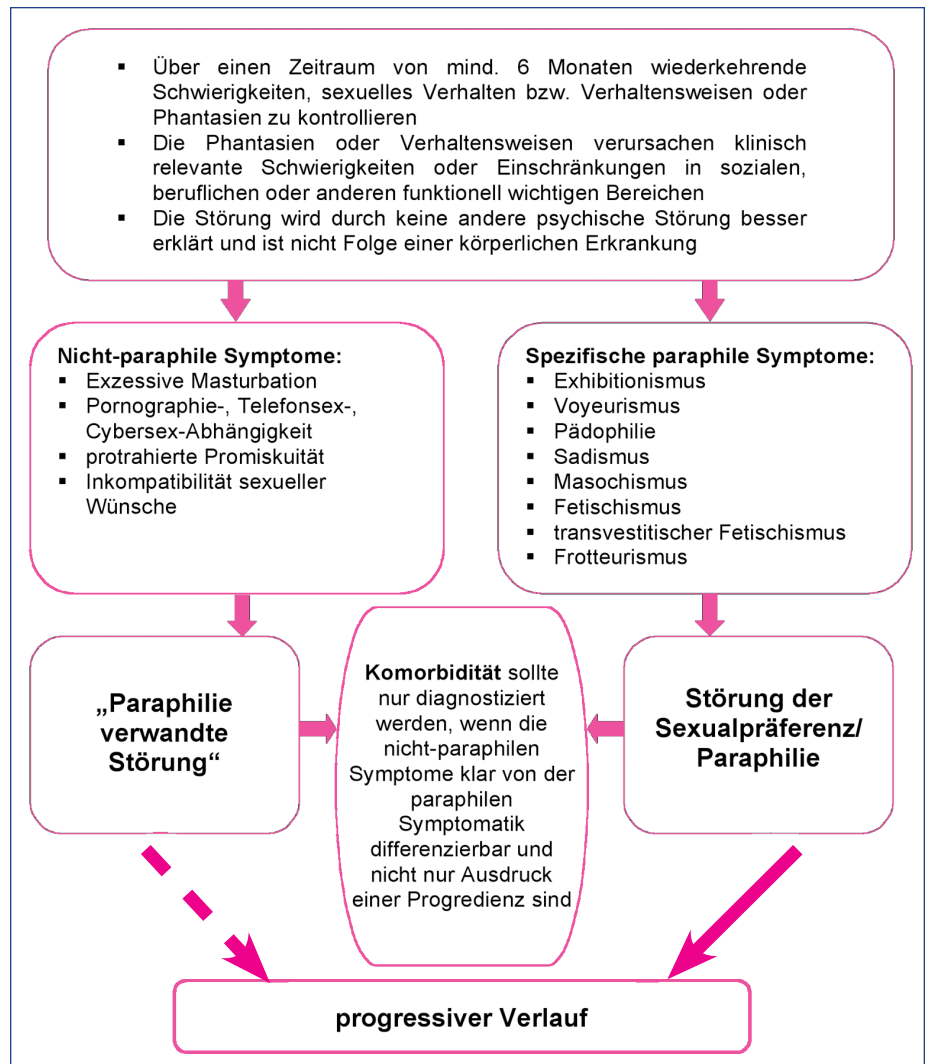 ▪ Über einen Zeitraum von mind. 6 Monaten wiederkehrende
Schwierigkeiten, sexuelles Verhalten bzw. Verhaltensweisen oder
Phantasien zu kontrollieren
▪ Die Phantasien oder Verhaltensweisen verursachen klinisch
relevante Schwierigkeiten oder Einschränkungen in sozialen,
beruflichen oder anderen funktionell wichtigen Bereichen
▪ Die Störung wird durch keine andere psychische Störung besser
erklärt und ist nicht Folge einer körperlichen Erkrankung
Nicht-paraphile Symptome:
▪ Exzessive Masturbation
▪ Pornographie-, Telefonsex-,
Cybersex-Abhängigkeit
▪ protrahierte Promiskuität
▪ Inkompatibilität sexueller
Wünsche
Spezifische paraphile Symptome:
▪ Exhibitionismus
▪ Voyeurismus
▪ Pädophilie
▪ Sadismus
▪ Masochismus
▪ Fetischismus
▪ transvestitischer Fetischismus
▪ Frotteurismus
„Paraphilie
verwandte
Störung“
Komorbidität sollte
nur diagnostiziert
werden, wenn die
nicht-paraphilen
Symptome klar von der
paraphilen
Symptomatik
differenzierbar und
nicht nur Ausdruck
einer Progredienz sind
Störung der
Sexualpräferenz/
Paraphilie
progressiver Verlauf